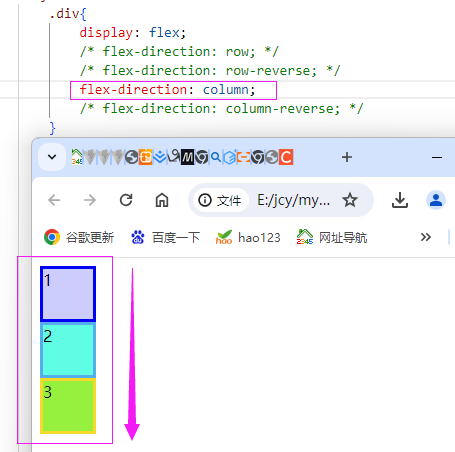 .div{
display: flex;
/* flex-direction: row; */
/* flex-direction: row-reverse; */
flex-direction: column;
/* flex-direction: column-reverse; */
}
文件 E:/jcy/my...
谷歌更新 百度一下 hao123 网址导航 »
1
2
3